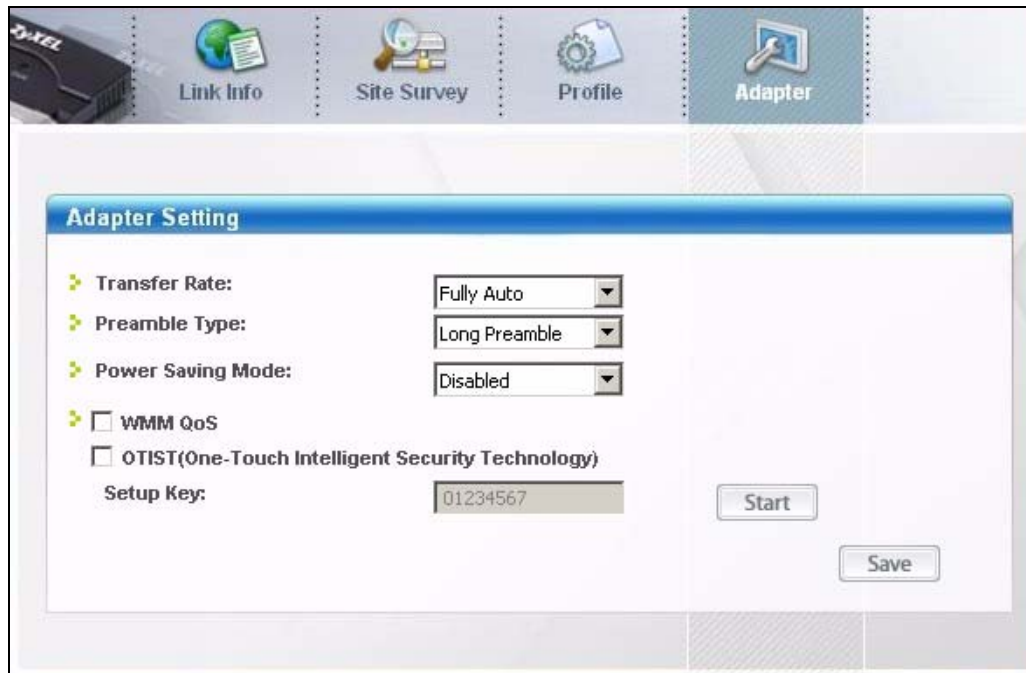 ZyXEL
Link Info
Site Survey
Profile
Adapter
Adapter Setting
Transfer Rate:
Fully Auto
Preamble Type:
Long Preamble
Power Saving Mode:
Disabled
WMM QoS
OTIST(One-Touch Intelligent Security Technology)
Setup Key:
01234567
Start
Save